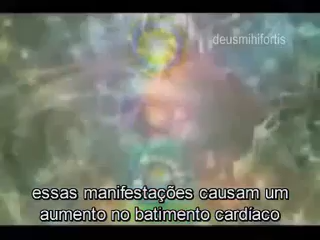 deusmihifortis
essas manifestações causam um
aumento no batimento cardíaco